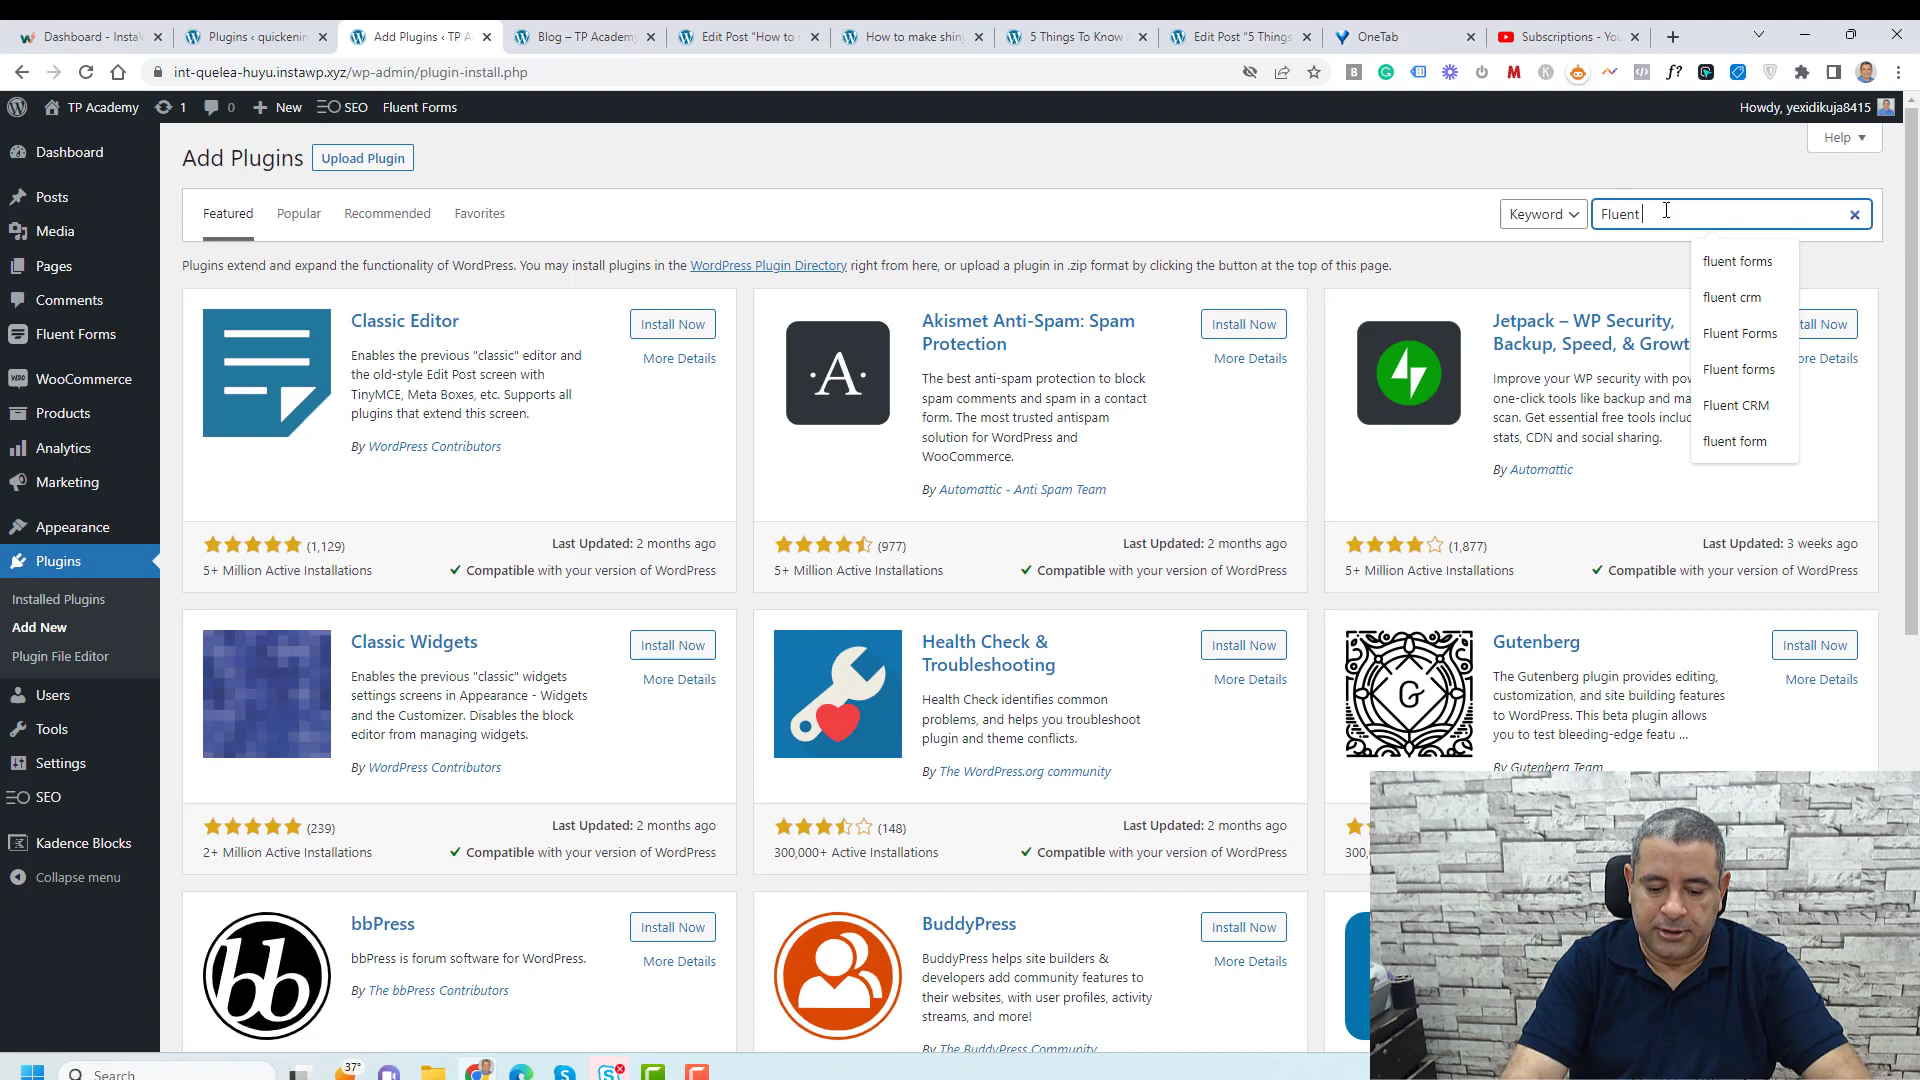 Dashboard - InstaW
Plugins ‹ quickenin
Add Plugins ‹ TP A
Blog – TP Academy
Edit Post "How to r
How to make shiny
5 Things To Know A
Edit Post "5 Things
OneTab
Subscriptions - You
int-quelea-huyu.instawp.xyz/wp-admin/plugin-install.php
TP Academy
1
0
New
SEO
Fluent Forms
Howdy, yexidikuja8415
Dashboard
Posts
Media
Pages
Comments
Fluent Forms
WooCommerce
Products
Analytics
Marketing
Appearance
Plugins
Installed Plugins
Add New
Plugin File Editor
Users
Tools
Settings
SEO
Kadence Blocks
Collapse menu
Help
Add Plugins
Upload Plugin
Featured
Popular
Recommended
Favorites
Keyword
Fluent
fluent forms
fluent crm
Fluent Forms
Fluent forms
Fluent CRM
fluent form
Plugins extend and expand the functionality of WordPress. You may install plugins in the WordPress Plugin Directory right from here, or upload a plugin in .zip format by clicking the button at the top of this page.
Classic Editor
Install Now
More Details
Enables the previous "classic" editor and
the old-style Edit Post screen with
TinyMCE, Meta Boxes, etc. Supports all
plugins that extend this screen.
By WordPress Contributors
(1,129)
Last Updated: 2 months ago
5+ Million Active Installations
Compatible with your version of WordPress
·A·
Akismet Anti-Spam: Spam
Protection
Install Now
More Details
The best anti-spam protection to block
spam comments and spam in a contact
form. The most trusted antispam
solution for WordPress and
WooCommerce.
By Automattic - Anti Spam Team
(977)
Last Updated: 2 months ago
5+ Million Active Installations
Compatible with your version of WordPress
Jetpack – WP Security,
Backup, Speed, & Growt
tall Now
ore Details
Improve your WP security with pow
one-click tools like backup and ma
scan. Get essential free tools includ
stats, CDN and social sharing.
By Automattic
(1,877)
Last Updated: 3 weeks ago
5+ Million Active Installations
Compatible with your version of WordPress
Classic Widgets
Install Now
More Details
Enables the previous "classic" widgets
settings screens in Appearance - Widgets
and the Customizer. Disables the block
editor from managing widgets.
By WordPress Contributors
(239)
Last Updated: 2 months ago
2+ Million Active Installations
Compatible with your version of WordPress
Health Check &
Troubleshooting
Install Now
More Details
Health Check identifies common
problems, and helps you troubleshoot
plugin and theme conflicts.
By The WordPress.org community
(148)
Last Updated: 2 months ago
300,000+ Active Installations
Compatible with your version of WordPress
G
Gutenberg
Install Now
More Details
The Gutenberg plugin provides editing,
customization, and site building features
to WordPress. This beta plugin allows
you to test bleeding-edge featu ...
By Gutenberg Team
300,
bb
bbPress
Install Now
More Details
bbPress is forum software for WordPress.
By The bbPress Contributors
BuddyPress
Install Now
More Details
BuddyPress helps site builders &
developers add community features to
their websites, with user profiles, activity
streams, and more!
By The BuddyPress Community
Search
37°